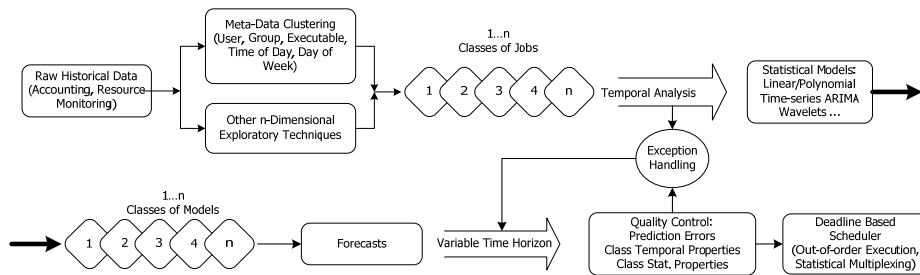 Raw Historical Data
(Accounting, Resource
Monitoring)
Meta-Data Clustering
(User, Group, Executable,
Time of Day, Day of
Week)
Other n-Dimensional
Exploratory Techniques
1...n
Classes of Jobs
1 2 3 4 n
Temporal Analysis
Statistical Models:
Linear/Polynomial
Time-series ARIMA
Wavelets ...
Exception
Handling
1...n
Classes of Models
1 2 3 4 n
Forecasts
Variable Time Horizon
Quality Control:
Prediction Errors
Class Temporal Properties
Class Stat. Properties
Deadline Based
Scheduler
(Out-of-order Execution,
Statistical Multiplexing)